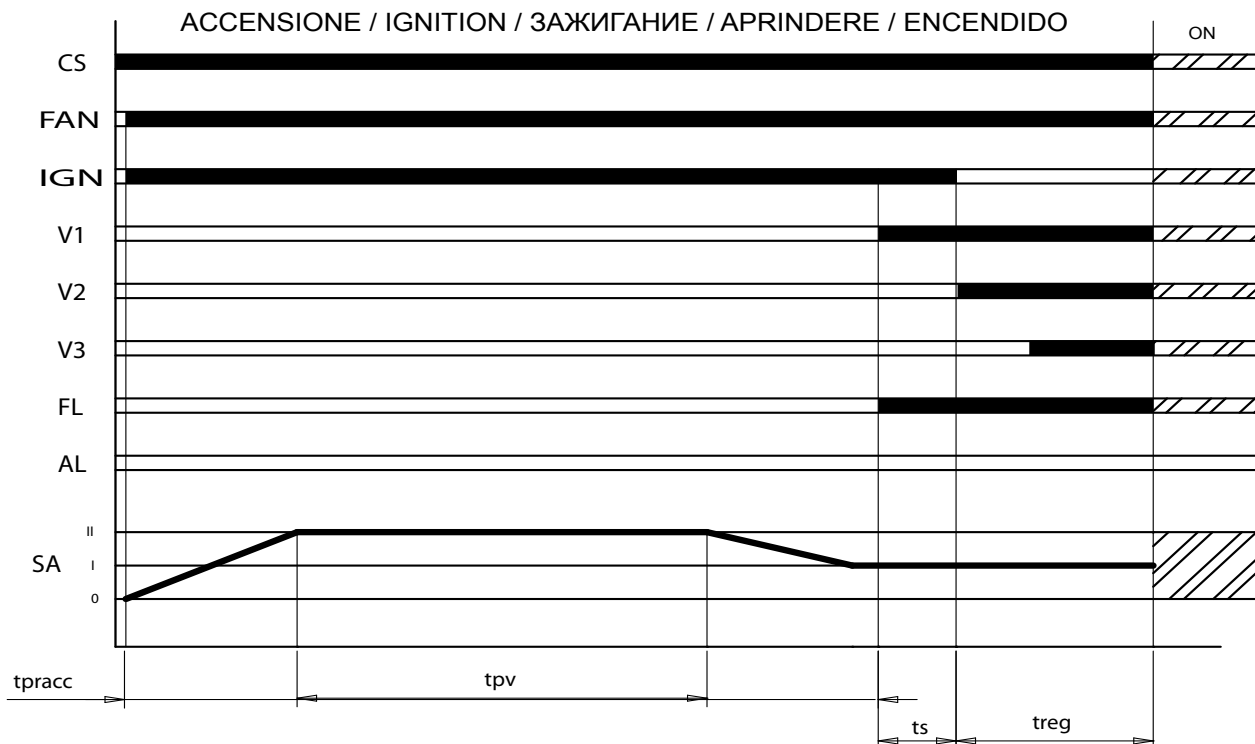 ACCENSIONE / IGNITION / ЗАЖИГАНИЕ / APRINDERE / ENCENDIDO
ON
CS
FAN
IGN
V1
V2
V3
FL
AL
II
SA I
0
tpracc
tpv
ts
treg